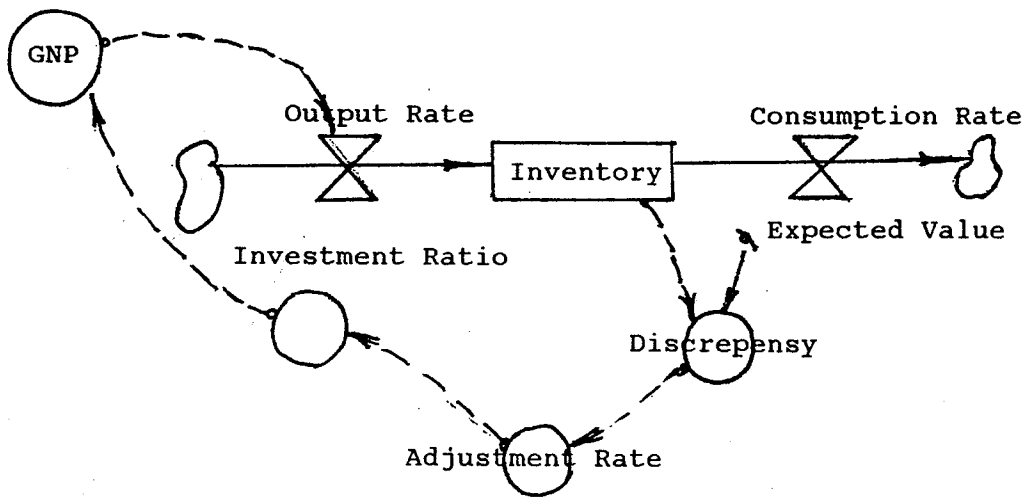 GNP
Output Rate
Consumption Rate
Inventory
Expected Value
Investment Ratio
Discrepensy
Adjustment Rate